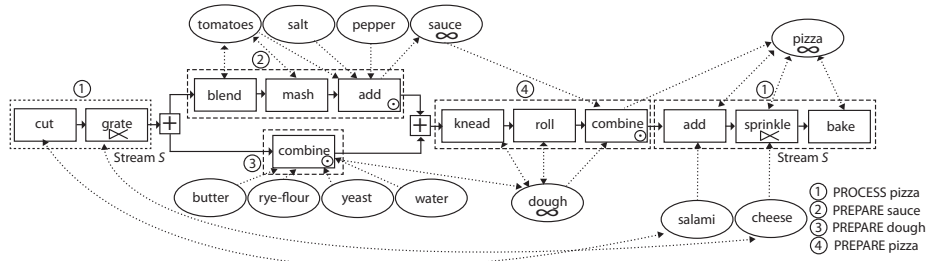 tomatoes salt pepper sauce
∞
pizza
∞
1 2 4 1
blend mash add
cut grate
+ +
knead roll combine add sprinkle bake
Stream S
3 combine
Stream S
butter rye-flour yeast water
dough
∞
salami cheese
1 PROCESS pizza
2 PREPARE sauce
3 PREPARE dough
4 PREPARE pizza